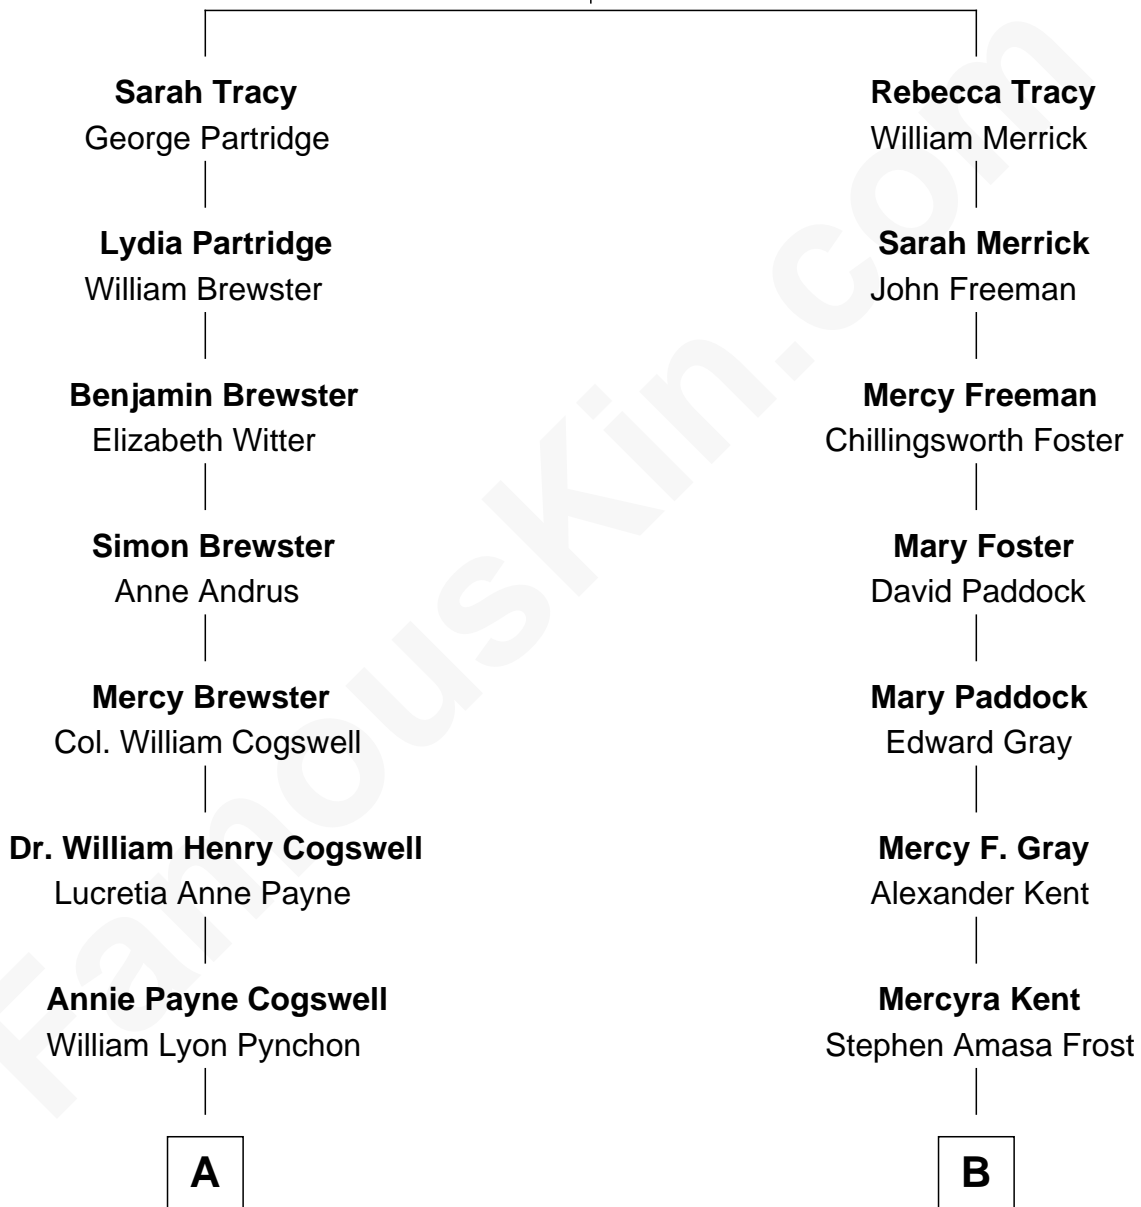 Sarah Tracy
George Partridge
Lydia Partridge
William Brewster
Benjamin Brewster
Elizabeth Witter
Simon Brewster
Anne Andrus
Mercy Brewster
Col. William Cogswell
Dr. William Henry Cogswell
Lucretia Anne Payne
Annie Payne Cogswell
William Lyon Pynchon
A
Rebecca Tracy
William Merrick
Sarah Merrick
John Freeman
Mercy Freeman
Chillingsworth Foster
Mary Foster
David Paddock
Mary Paddock
Edward Gray
Mercy F. Gray
Alexander Kent
Mercyra Kent
Stephen Amasa Frost
B
FamousKin.com